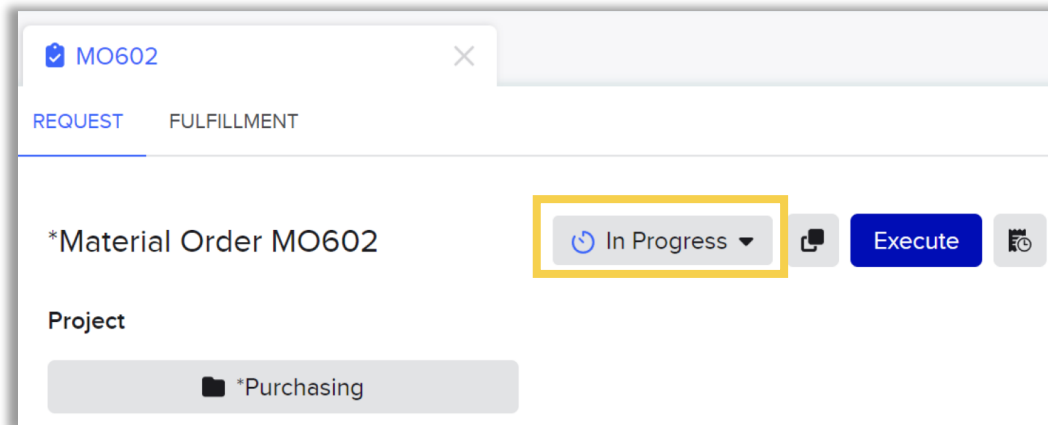 MO602
REQUEST FULFILLMENT
*Material Order MO602 In Progress Execute
Project
*Purchasing